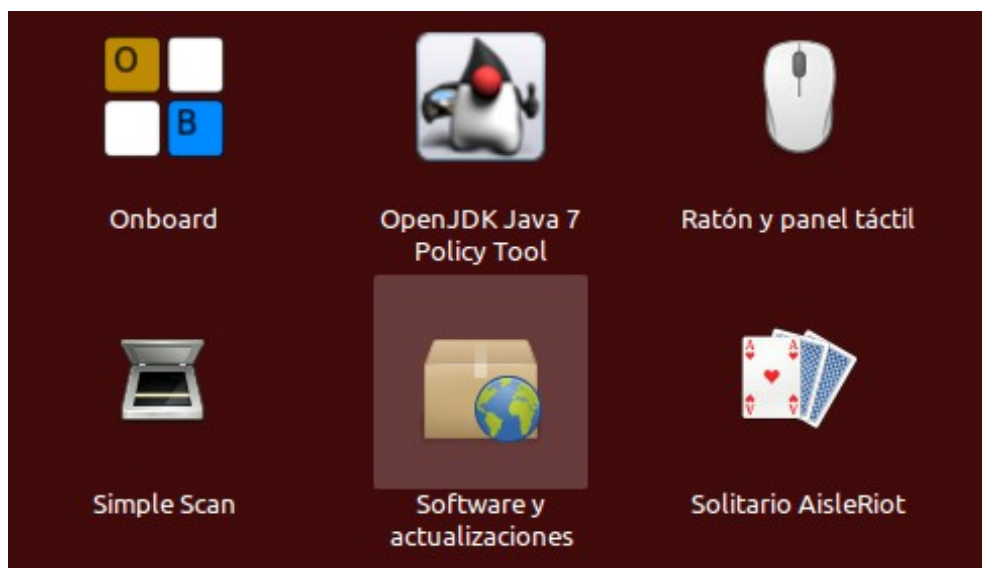 O
B
Onboard
OpenJDK Java 7
Policy Tool
Ratón y panel táctil
A A
A A
Simple Scan
Software y
actualizaciones
Solitario AisleRiot